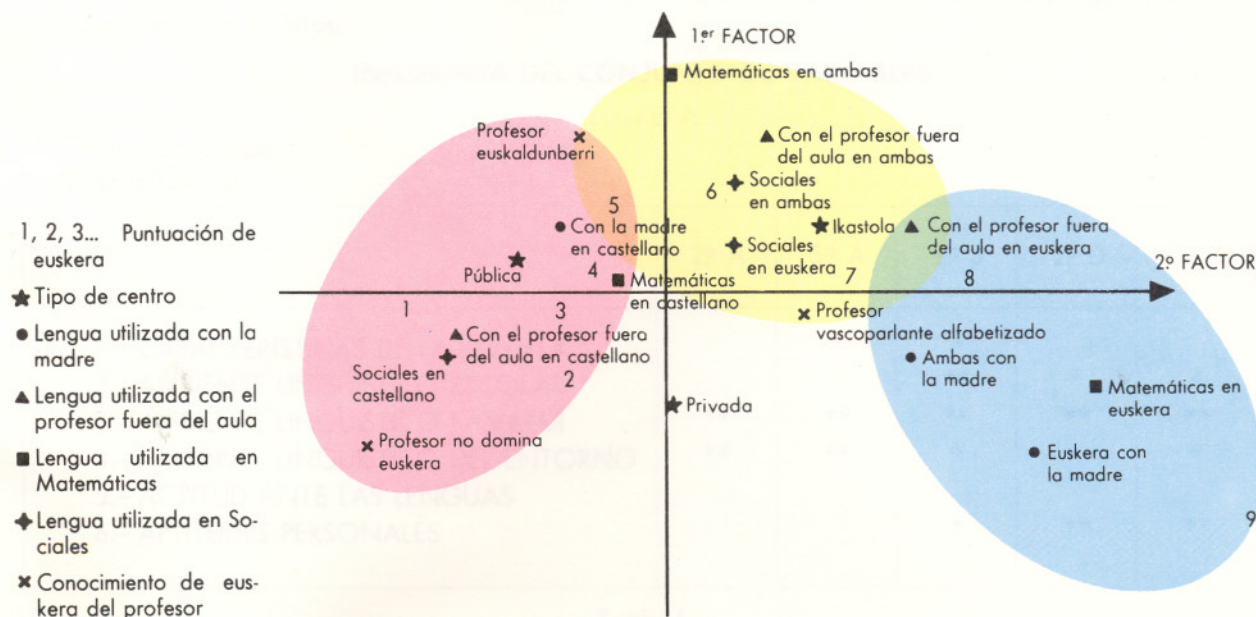 1.er FACTOR
Matemáticas en ambas
Profesor
euskaldunberri
Con el profesor fuera
del aula en ambas
6
Sociales
en ambas
5
Con la madre
en castellano
Ikastola
Con el profesor fuera
del aula en euskera
Sociales
en euskera
Pública
4
Matemáticas
en castellano
7
8
2.º FACTOR
1
3
Profesor
vascoparlante alfabetizado
Con el profesor fuera
del aula en castellano
Sociales en
castellano
2
Ambas con
la madre
Privada
Matemáticas en
euskera
Profesor no domina
euskera
Euskera con
la madre
9
1, 2, 3... Puntuación de
euskera
Tipo de centro
Lengua utilizada con la
madre
Lengua utilizada con el
profesor fuera del aula
Lengua utilizada en
Matemáticas
Lengua utilizada en So-
ciales
Conocimiento de eus-
kera del profesor